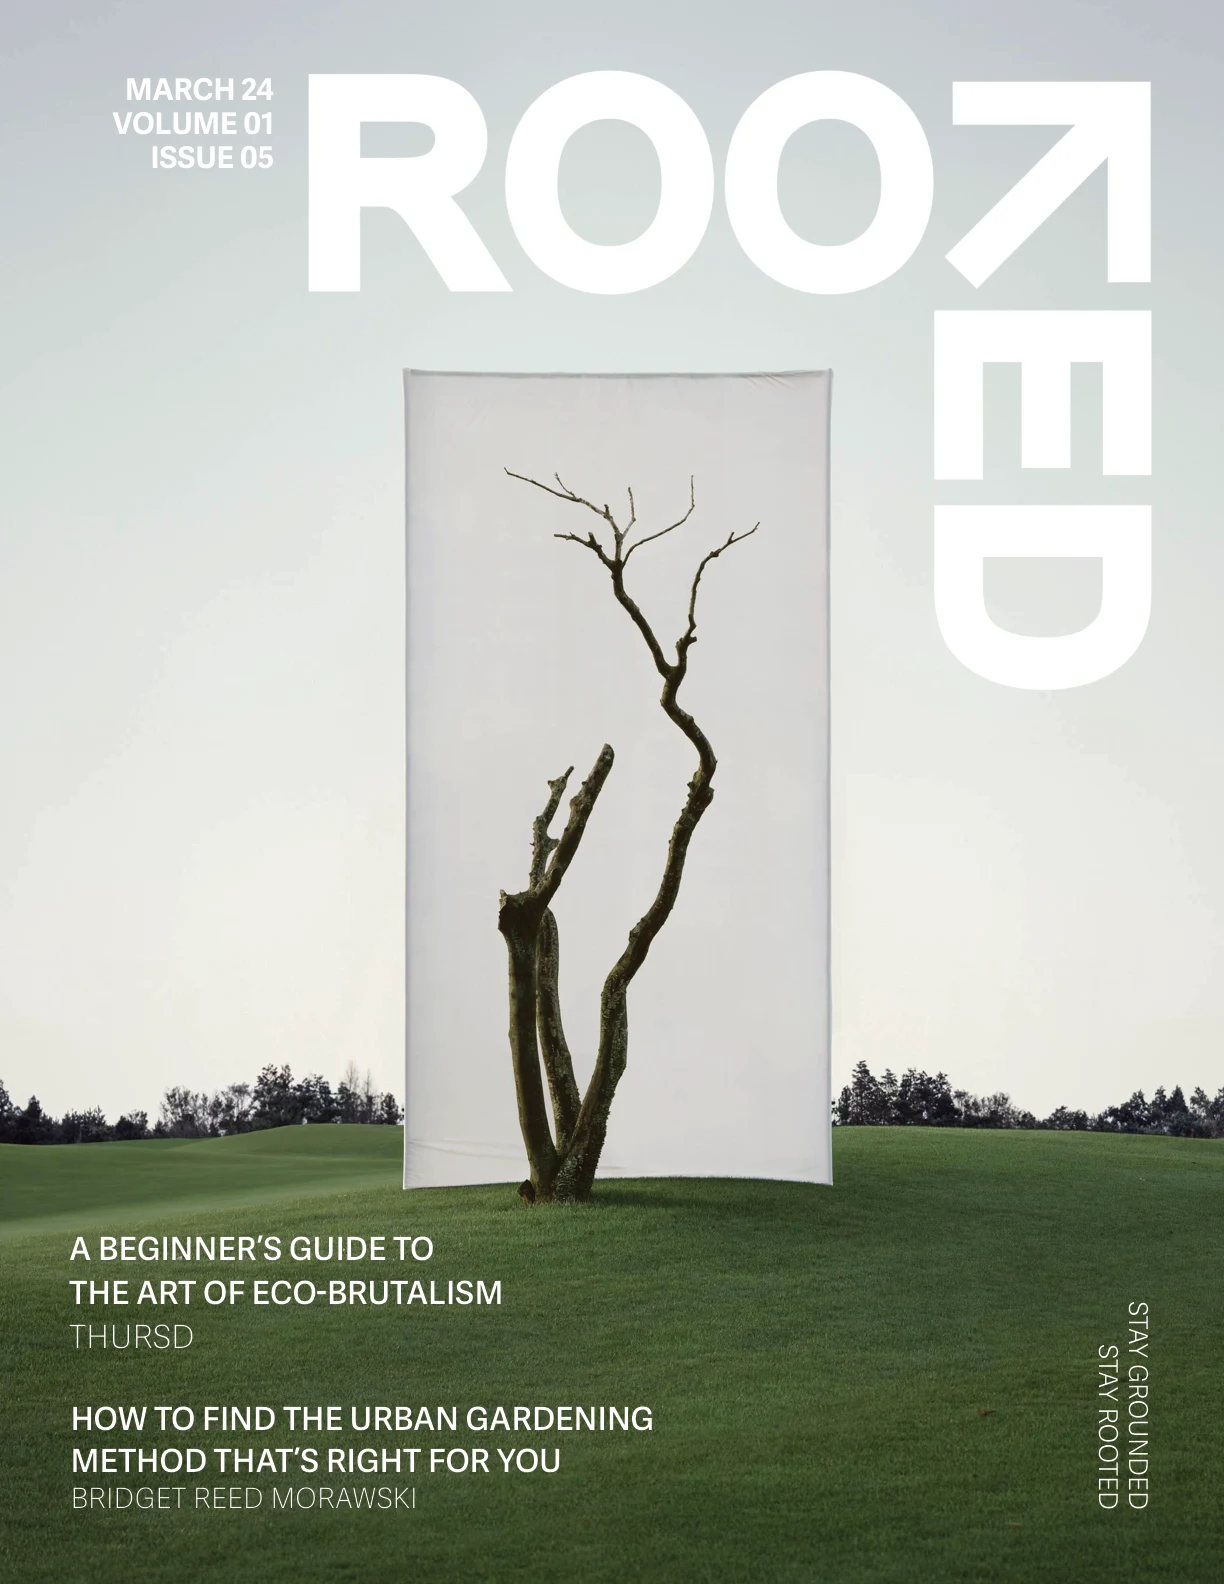 MARCH 24
VOLUME 01
ISSUE 05
ROOTED
A BEGINNER’S GUIDE TO
THE ART OF ECO-BRUTALISM
THURSD
HOW TO FIND THE URBAN GARDENING
METHOD THAT’S RIGHT FOR YOU
BRIDGET REED MORAWSKI
STAY GROUNDED
STAY ROOTED